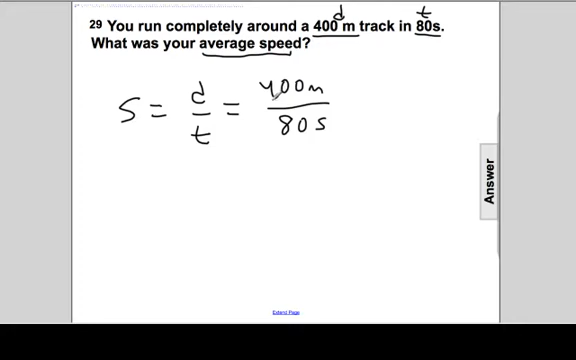 d t
29 You run completely around a 400 m track in 80s.
What was your average speed?
S = d/t = 400m/80s
Answer
Extend Page